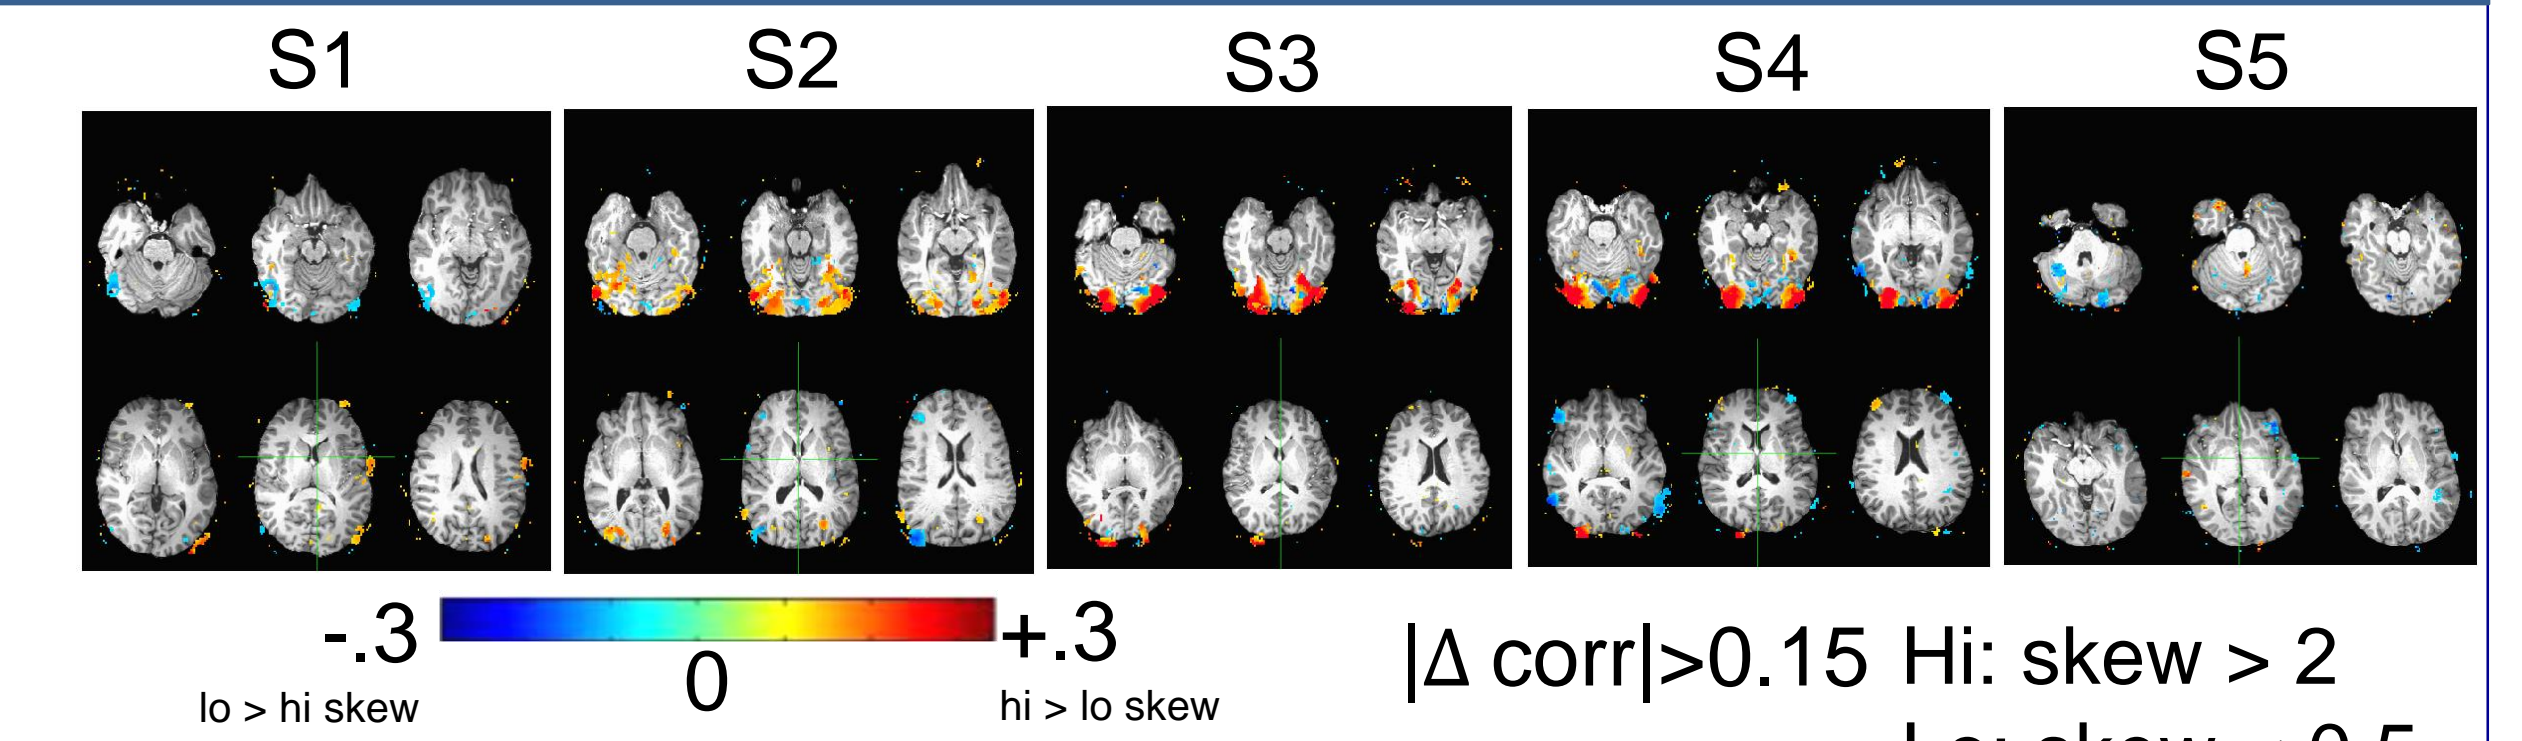 S1 S2 S3 S4 S5
-.3 0 +.3
lo > hi skew hi > lo skew
|Δ corr|>0.15 Hi: skew > 2